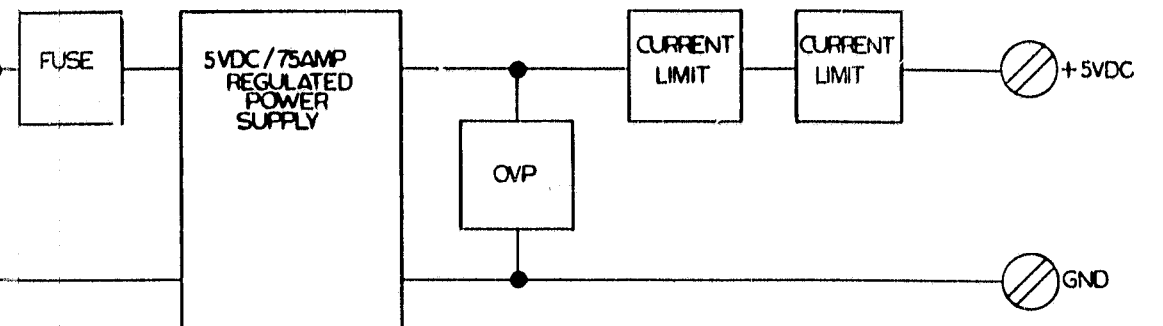 FUSE
5VDC/75AMP
REGULATED
POWER
SUPPLY
OVP
CURRENT
LIMIT
CURRENT
LIMIT
+5VDC
GND